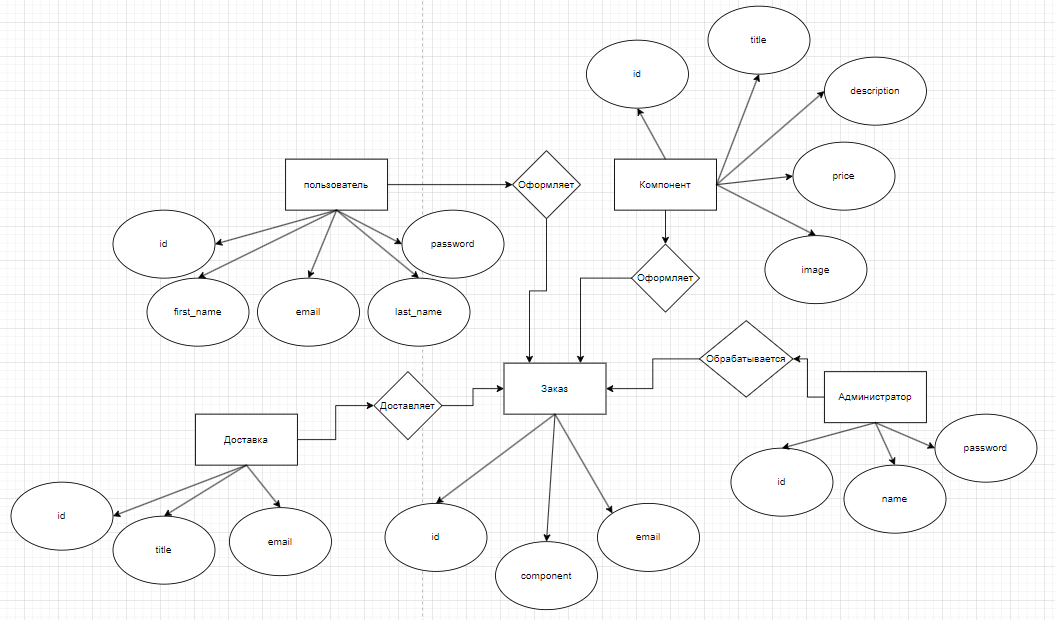 title
id
description
price
пользователь
Оформляет
Компонент
id
password
image
Оформляет
first_name
email
last_name
Обрабатывается
Заказ
Администратор
Доставляет
Доставка
password
id
name
id
title
email
id
component
email